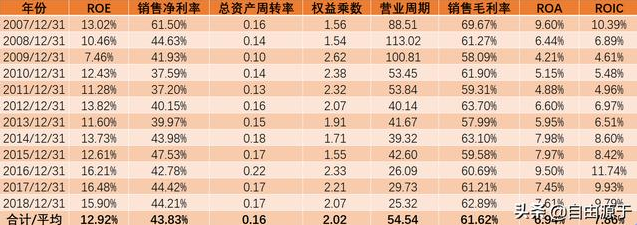 年份 ROE 销售净利率 总资产周转率 权益乘数 营业周期 销售毛利率 ROA ROIC
2007/12/31 13.02% 61.50% 0.16 1.56 88.51 69.67% 9.60% 10.39%
2008/12/31 10.46% 44.63% 0.14 1.54 113.02 61.27% 6.44% 6.89%
2009/12/31 7.46% 41.93% 0.10 2.62 100.81 58.09% 4.21% 4.61%
2010/12/31 12.43% 37.59% 0.14 2.38 53.45 61.90% 5.15% 5.48%
2011/12/31 11.28% 37.20% 0.13 2.32 53.84 59.31% 4.88% 4.96%
2012/12/31 13.82% 40.15% 0.16 2.07 40.14 63.70% 6.60% 6.97%
2013/12/31 11.60% 39.97% 0.15 1.91 41.67 57.99% 5.95% 6.51%
2014/12/31 13.73% 43.98% 0.18 1.71 39.32 63.10% 7.98% 8.60%
2015/12/31 12.61% 47.53% 0.17 1.55 42.60 59.58% 7.97% 8.42%
2016/12/31 16.21% 42.78% 0.22 2.33 26.09 60.69% 9.50% 11.74%
2017/12/31 16.48% 44.42% 0.17 2.21 29.73 61.21% 7.45% 9.93%
2018/12/31 15.90% 44.21% 0.17 2.07 25.32 62.89% 7.61% 9.79%
合计/平均 12.92% 43.83% 0.16 2.02 54.54 61.62% 6.94% 7.86%
头条@自由源于